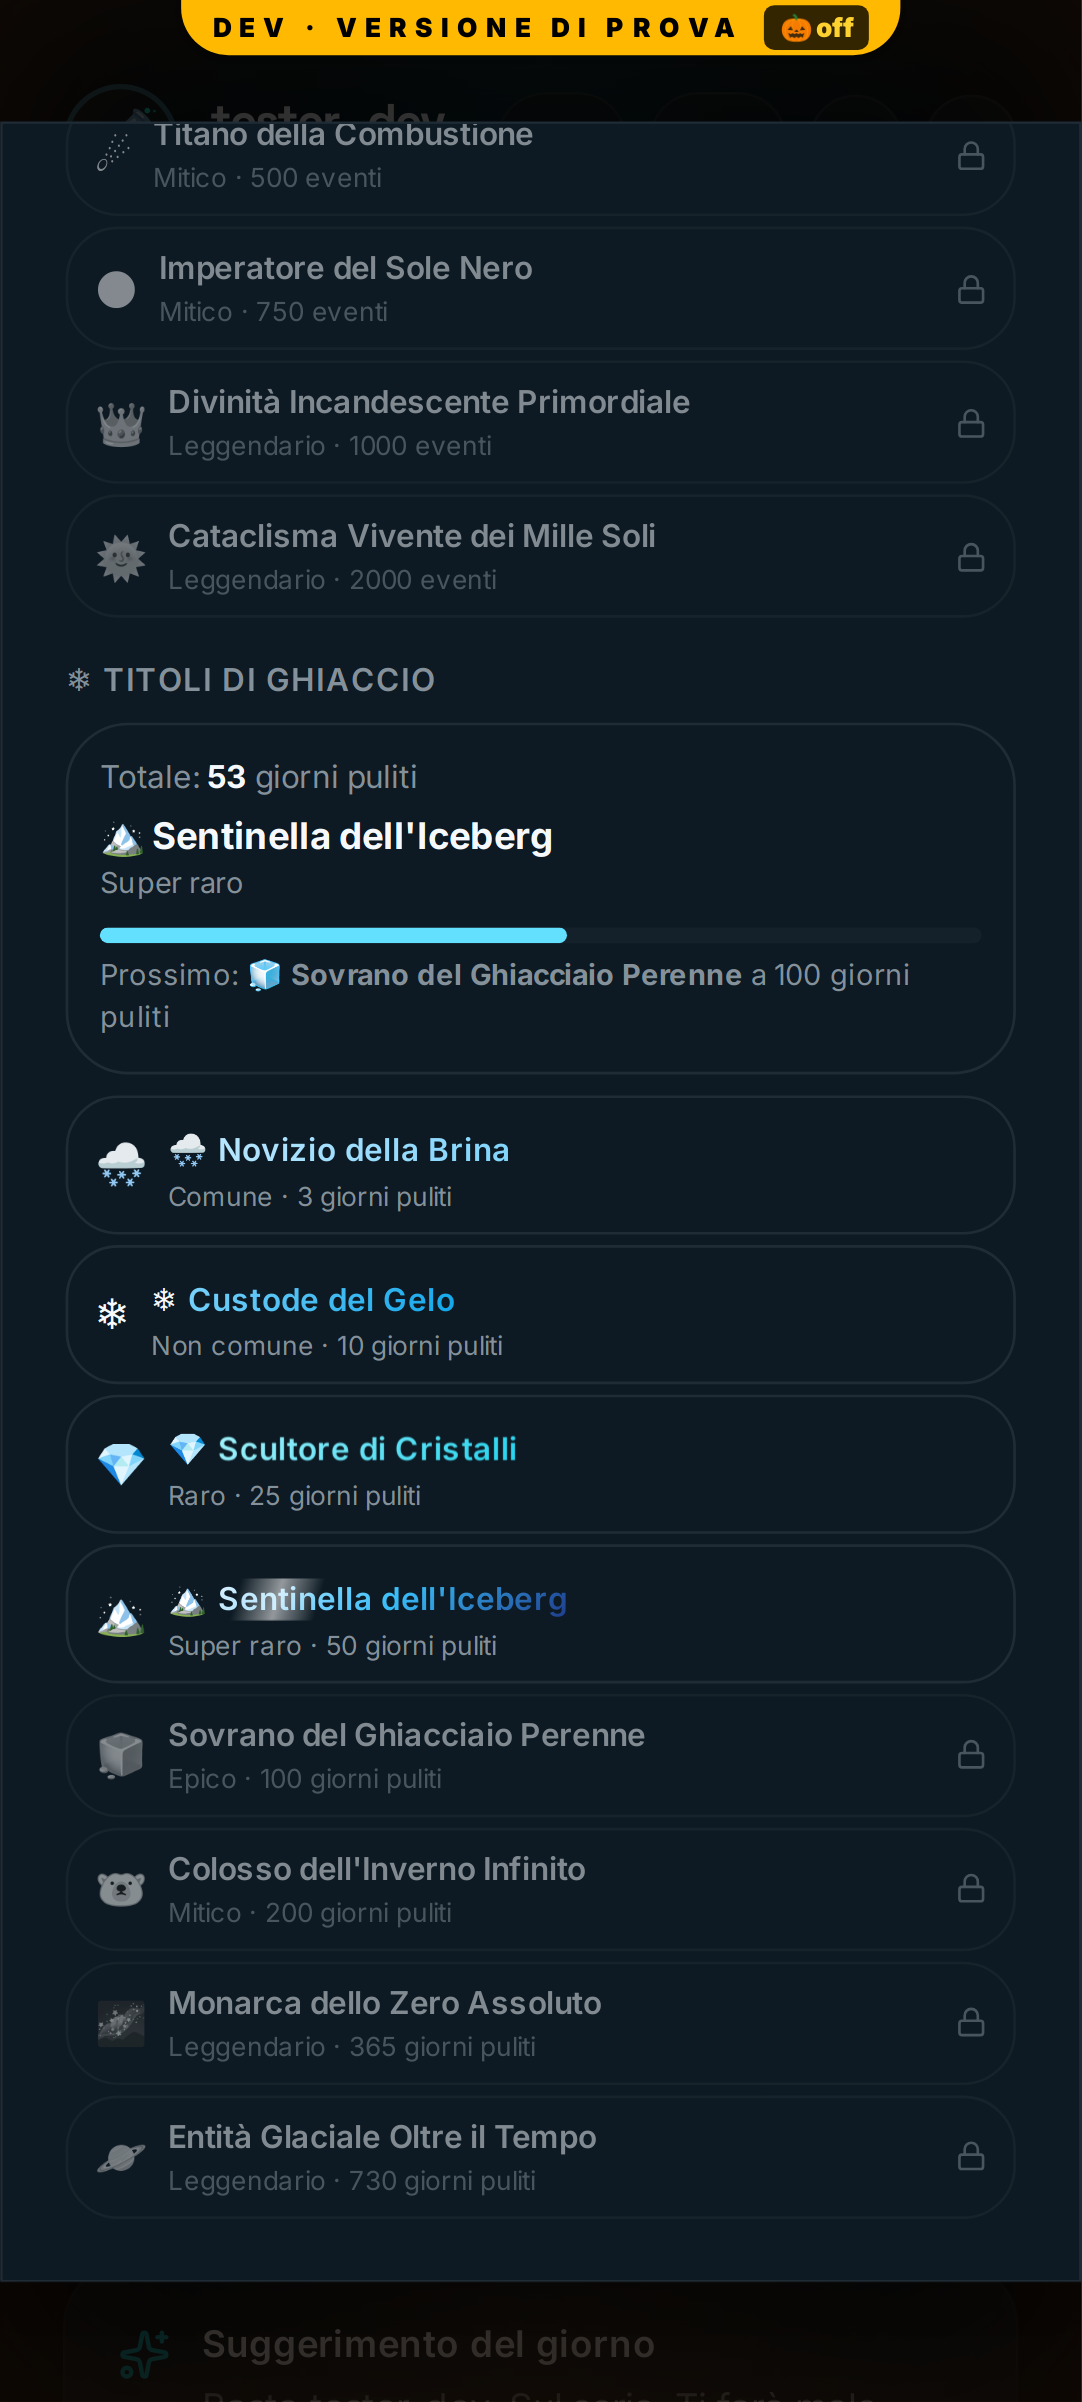 DEV · VERSIONE DI PROVA 🎃off
tester_dev
Titano della Combustione
Mitico · 500 eventi
Imperatore del Sole Nero
Mitico · 750 eventi
Divinità Incandescente Primordiale
Leggendario · 1000 eventi
Cataclisma Vivente dei Mille Soli
Leggendario · 2000 eventi
❄ TITOLI DI GHIACCIO
Totale: 53 giorni puliti
🏔️ Sentinella dell'Iceberg
Super raro
Prossimo: 🧊 Sovrano del Ghiacciaio Perenne a 100 giorni
puliti
🌨️ Novizio della Brina
Comune · 3 giorni puliti
❄ Custode del Gelo
Non comune · 10 giorni puliti
💎 Scultore di Cristalli
Raro · 25 giorni puliti
🏔️ Sentinella dell'Iceberg
Super raro · 50 giorni puliti
Sovrano del Ghiacciaio Perenne
Epico · 100 giorni puliti
Colosso dell'Inverno Infinito
Mitico · 200 giorni puliti
Monarca dello Zero Assoluto
Leggendario · 365 giorni puliti
Entità Glaciale Oltre il Tempo
Leggendario · 730 giorni puliti
Suggerimento del giorno